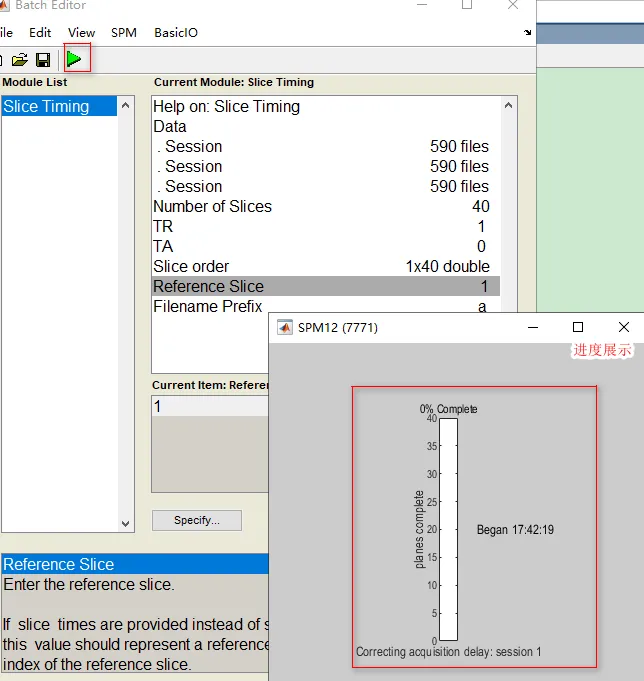 Batch Editor
ile Edit View SPM BasicIO
Module List
Current Module: Slice Timing
Slice Timing
Help on: Slice Timing
Data
. Session 590 files
. Session 590 files
. Session 590 files
Number of Slices 40
TR 1
TA 0
Slice order 1x40 double
Reference Slice 1
Filename Prefix a
Current Item: Referen
1
Specify...
Reference Slice
Enter the reference slice.
If slice times are provided instead of s
this value should represent a reference
index of the reference slice.
SPM12 (7771)
进度展示
0% Complete
40
35
30
25
20
15
10
5
0
planes complete
Began 17:42:19
Correcting acquisition delay: session 1